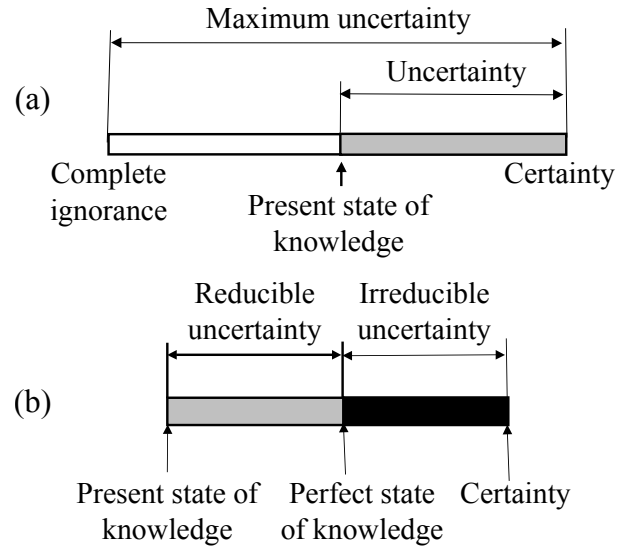 Maximum uncertainty
Uncertainty
(a)
Complete
ignorance
Certainty
Present state of
knowledge
Reducible
uncertainty
Irreducible
uncertainty
(b)
Present state of
knowledge
Perfect state
of knowledge
Certainty